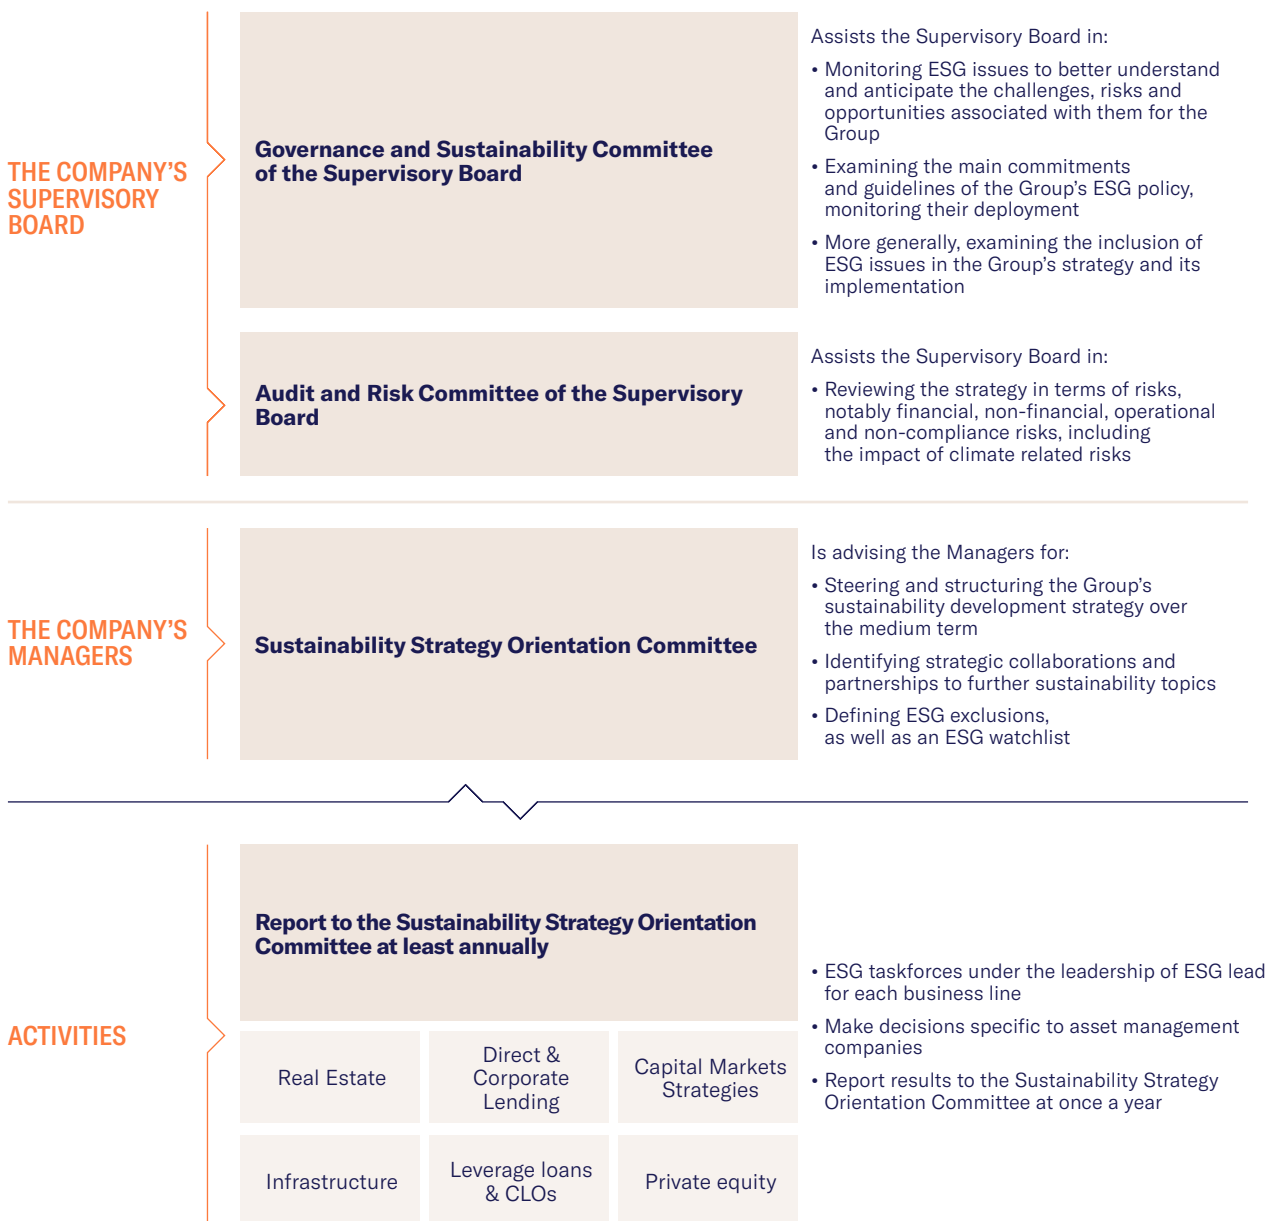 THE COMPANY'S
SUPERVISORY
BOARD
Governance and Sustainability Committee
of the Supervisory Board
Assists the Supervisory Board in:
• Monitoring ESG issues to better understand
and anticipate the challenges, risks and
opportunities associated with them for the
Group
• Examining the main commitments
and guidelines of the Group's ESG policy,
monitoring their deployment
• More generally, examining the inclusion of
ESG issues in the Group's strategy and its
implementation
Audit and Risk Committee of the Supervisory
Board
Assists the Supervisory Board in:
• Reviewing the strategy in terms of risks,
notably financial, non-financial, operational
and non-compliance risks, including
the impact of climate related risks
THE COMPANY'S
MANAGERS
Sustainability Strategy Orientation Committee
Is advising the Managers for:
• Steering and structuring the Group's
sustainability development strategy over
the medium term
• Identifying strategic collaborations and
partnerships to further sustainability topics
• Defining ESG exclusions,
as well as an ESG watchlist
ACTIVITIES
Report to the Sustainability Strategy Orientation
Committee at least annually
Real Estate
Direct &
Corporate
Lending
Capital Markets
Strategies
Infrastructure
Leverage loans
& CLOs
Private equity
• ESG taskforces under the leadership of ESG lead
for each business line
• Make decisions specific to asset management
companies
• Report results to the Sustainability Strategy
Orientation Committee at once a year